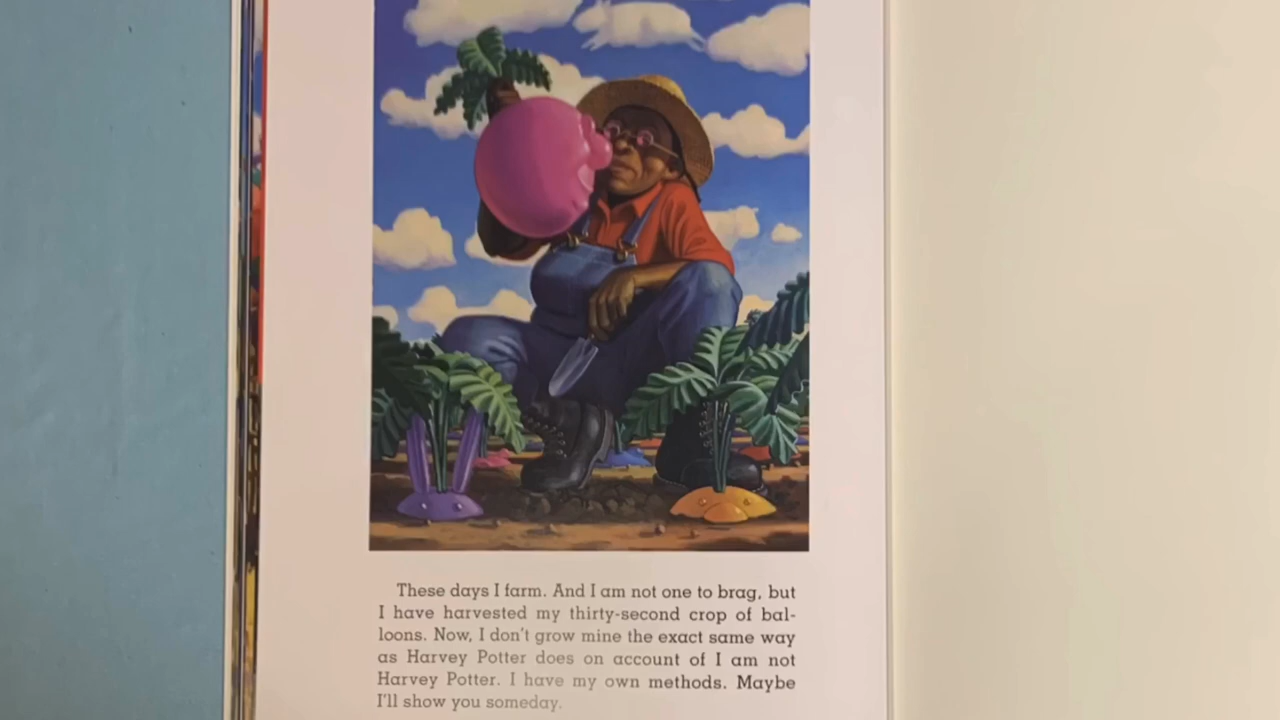 These days I farm. And I am not one to brag, but
I have harvested my thirty-second crop of bal-
loons. Now, I don't grow mine the exact same way
as Harvey Potter does on account of I am not
Harvey Potter. I have my own methods. Maybe
I'll show you someday.